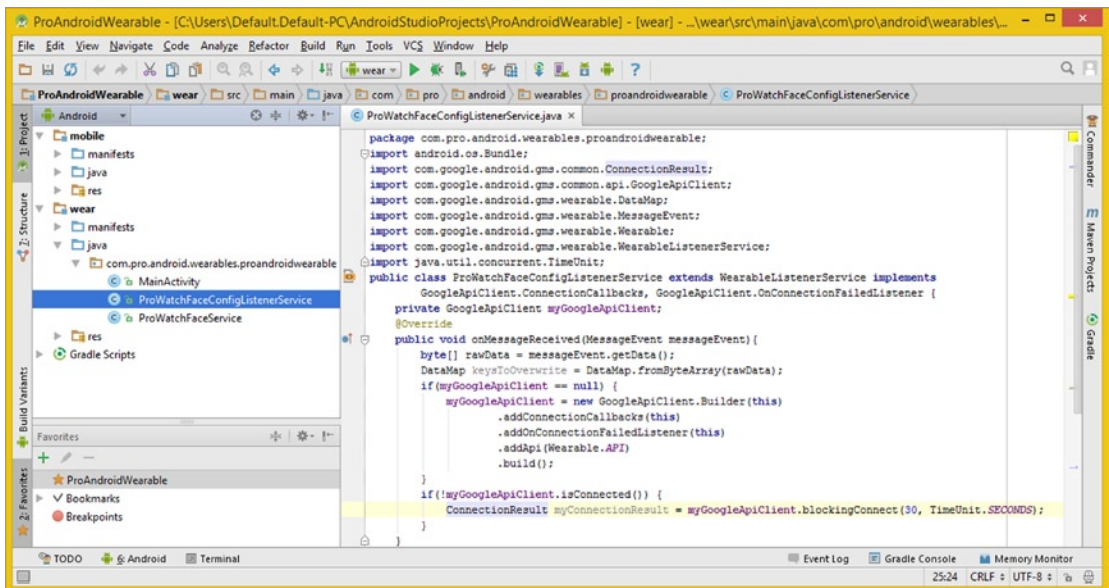 ProAndroidWearable - [C:\Users\Default.Default-PC\AndroidStudioProjects\ProAndroidWearable] - [wear] - ...\wear\src\main\java\com\pro\android\wearables\...
File Edit View Navigate Code Analyze Refactor Build Run Tools VCS Window Help
wear
ProAndroidWearable wear src main java com pro android wearables proandroidwearable ProWatchFaceConfigListenerService
1: Project
Z: Structure
Build Variants
2: Favorites
Android
mobile
manifests
java
res
wear
manifests
java
com.pro.android.wearables.proandroidwearable
MainActivity
ProWatchFaceConfigListenerService
ProWatchFaceService
res
Gradle Scripts
Favorites
ProAndroidWearable
Bookmarks
Breakpoints
ProWatchFaceConfigListenerService.java
package com.pro.android.wearables.proandroidwearable;
import android.os.Bundle;
import com.google.android.gms.common.ConnectionResult;
import com.google.android.gms.common.api.GoogleApiClient;
import com.google.android.gms.wearable.DataMap;
import com.google.android.gms.wearable.MessageEvent;
import com.google.android.gms.wearable.Wearable;
import com.google.android.gms.wearable.WearableListenerService;
import java.util.concurrent.TimeUnit;
public class ProWatchFaceConfigListenerService extends WearableListenerService implements
GoogleApiClient.ConnectionCallbacks, GoogleApiClient.OnConnectionFailedListener {
private GoogleApiClient myGoogleApiClient;
@Override
public void onMessageReceived(MessageEvent messageEvent){
byte[] rawData = messageEvent.getData();
DataMap keysToOverwrite = DataMap.fromByteArray(rawData);
if(myGoogleApiClient == null) {
myGoogleApiClient = new GoogleApiClient.Builder(this)
.addConnectionCallbacks(this)
.addOnConnectionFailedListener(this)
.addApi(Wearable.API)
.build();
}
if(!myGoogleApiClient.isConnected()) {
ConnectionResult myConnectionResult = myGoogleApiClient.blockingConnect(30, TimeUnit.SECONDS);
}
}
Commander
Maven Projects
Gradle
TODO 6: Android Terminal Event Log Gradle Console Memory Monitor
25:24 CRLF UTF-8